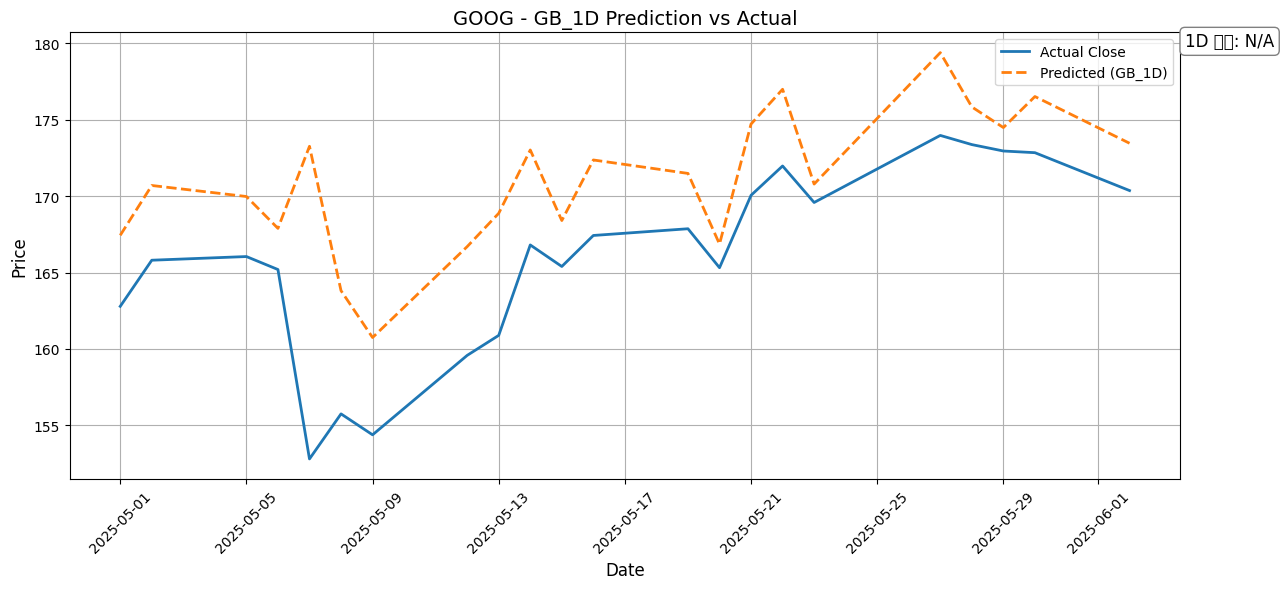 GOOG - GB_1D Prediction vs Actual
1D : N/A
Actual Close
Predicted (GB_1D)
Price
180
175
170
165
160
155
2025-05-01
2025-05-05
2025-05-09
2025-05-13
2025-05-17
2025-05-21
2025-05-25
2025-05-29
2025-06-01
Date